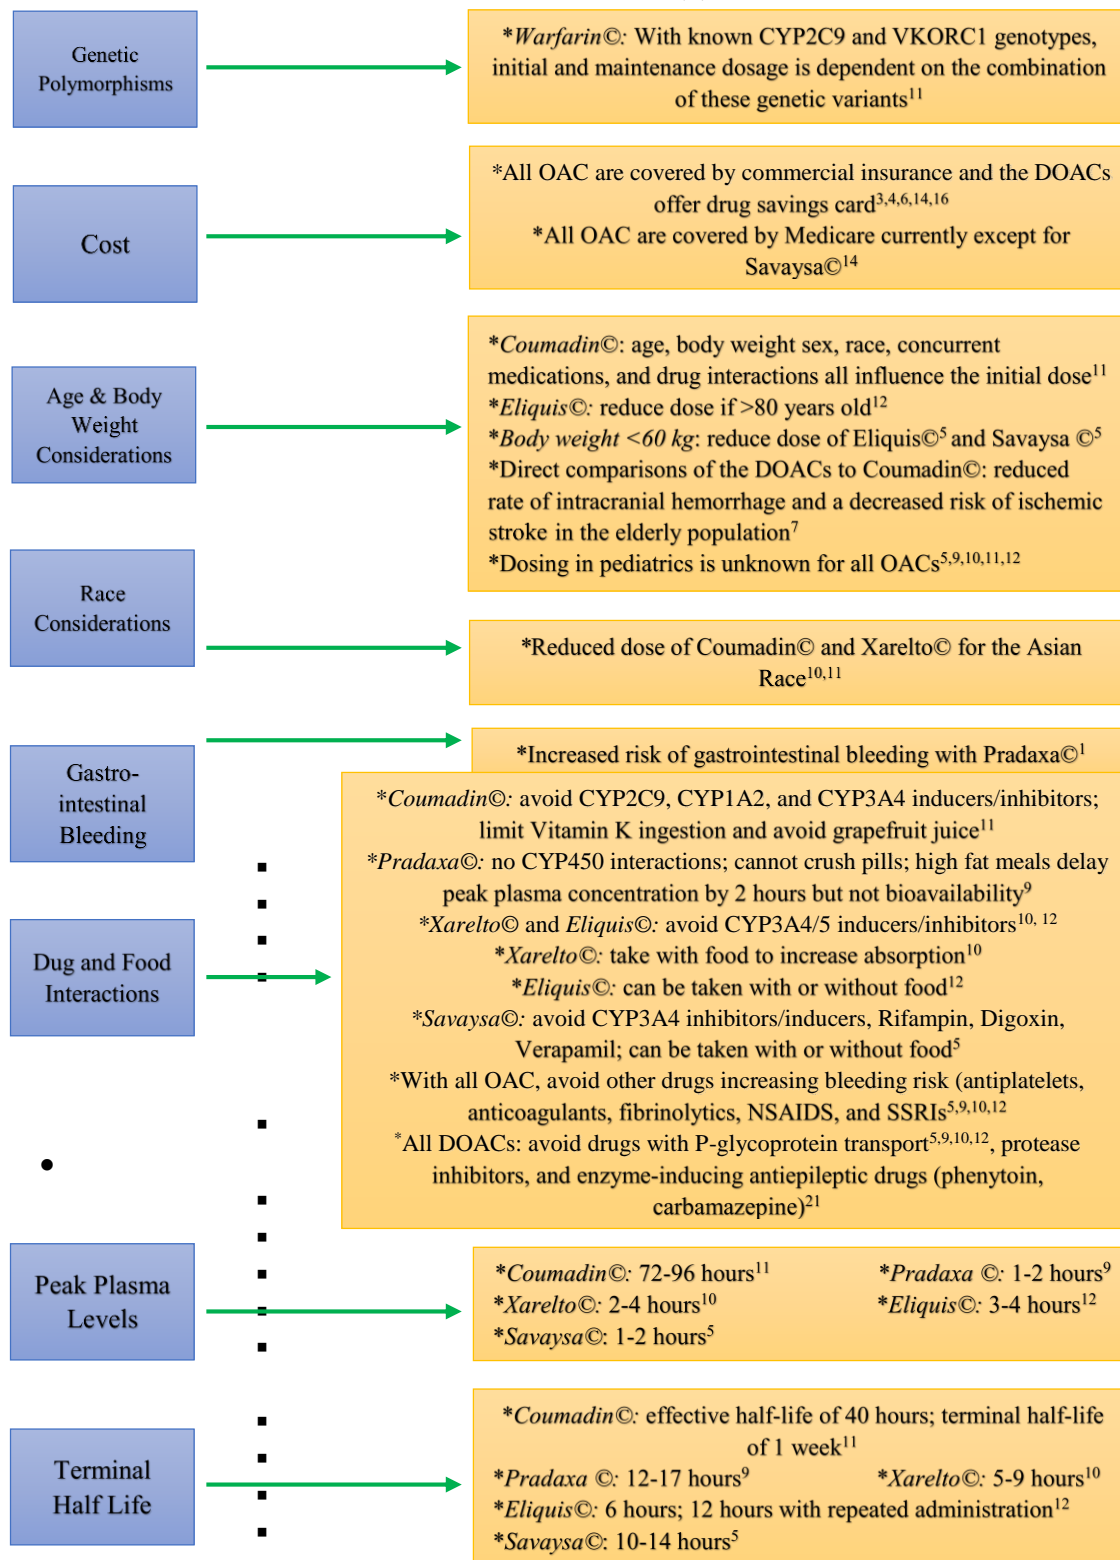 Genetic
Polymorphisms
*Warfarin©: With known CYP2C9 and VKORC1 genotypes,
initial and maintenance dosage is dependent on the combination
of these genetic variants11
Cost
*All OAC are covered by commercial insurance and the DOACs
offer drug savings card3,4,6,14,16
*All OAC are covered by Medicare currently except for
Savaysa©14
Age & Body
Weight
Considerations
*Coumadin©: age, body weight sex, race, concurrent
medications, and drug interactions all influence the initial dose11
*Eliquis©: reduce dose if >80 years old12
*Body weight <60 kg: reduce dose of Eliquis©5 and Savaysa ©5
*Direct comparisons of the DOACs to Coumadin©: reduced
rate of intracranial hemorrhage and a decreased risk of ischemic
stroke in the elderly population7
*Dosing in pediatrics is unknown for all OACs5,9,10,11,12
Race
Considerations
*Reduced dose of Coumadin© and Xarelto© for the Asian
Race10,11
Gastro-
intestinal
Bleeding
*Increased risk of gastrointestinal bleeding with Pradaxa©1
Dug and Food
Interactions
*Coumadin©: avoid CYP2C9, CYP1A2, and CYP3A4 inducers/inhibitors;
limit Vitamin K ingestion and avoid grapefruit juice11
*Pradaxa©: no CYP450 interactions; cannot crush pills; high fat meals delay
peak plasma concentration by 2 hours but not bioavailability9
*Xarelto© and Eliquis©: avoid CYP3A4/5 inducers/inhibitors10, 12
*Xarelto©: take with food to increase absorption10
*Eliquis©: can be taken with or without food12
*Savaysa©: avoid CYP3A4 inhibitors/inducers, Rifampin, Digoxin,
Verapamil; can be taken with or without food5
*With all OAC, avoid other drugs increasing bleeding risk (antiplatelets,
anticoagulants, fibrinolytics, NSAIDS, and SSRIs5,9,10,12
*All DOACs: avoid drugs with P-glycoprotein transport5,9,10,12, protease
inhibitors, and enzyme-inducing antiepileptic drugs (phenytoin,
carbamazepine)21
Peak Plasma
Levels
*Coumadin©: 72-96 hours11 *Pradaxa ©: 1-2 hours9
*Xarelto©: 2-4 hours10 *Eliquis©: 3-4 hours12
*Savaysa©: 1-2 hours5
Terminal
Half Life
*Coumadin©: effective half-life of 40 hours; terminal half-life
of 1 week11
*Pradaxa ©: 12-17 hours9 *Xarelto©: 5-9 hours10
*Eliquis©: 6 hours; 12 hours with repeated administration12
*Savaysa©: 10-14 hours5